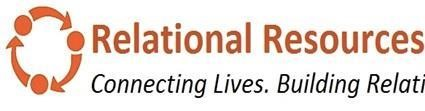 Relational Resources
Connecting Lives. Building Relati